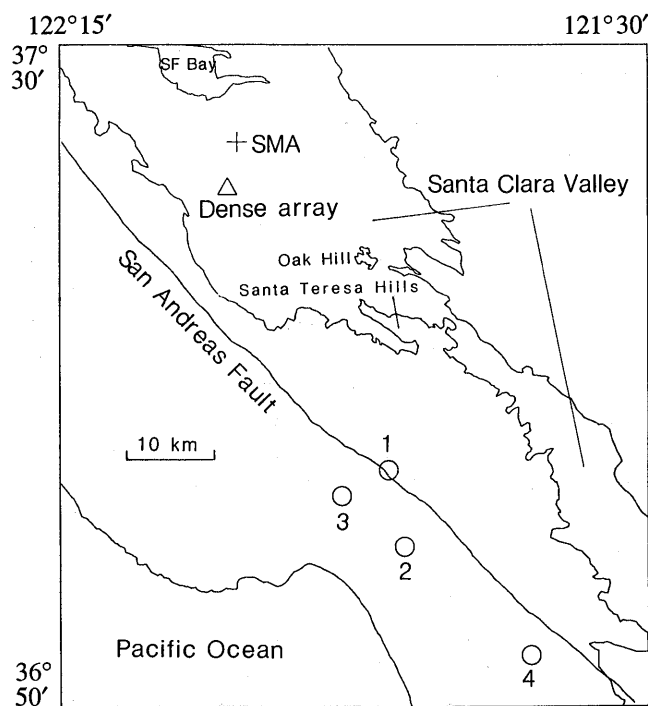 122°15′
121°30′
37°
30′
SF Bay
SMA
Dense array
Santa Clara Valley
Oak Hill
Santa Teresa Hills
San Andreas Fault
10 km
1
3
2
Pacific Ocean
4
36°
50′